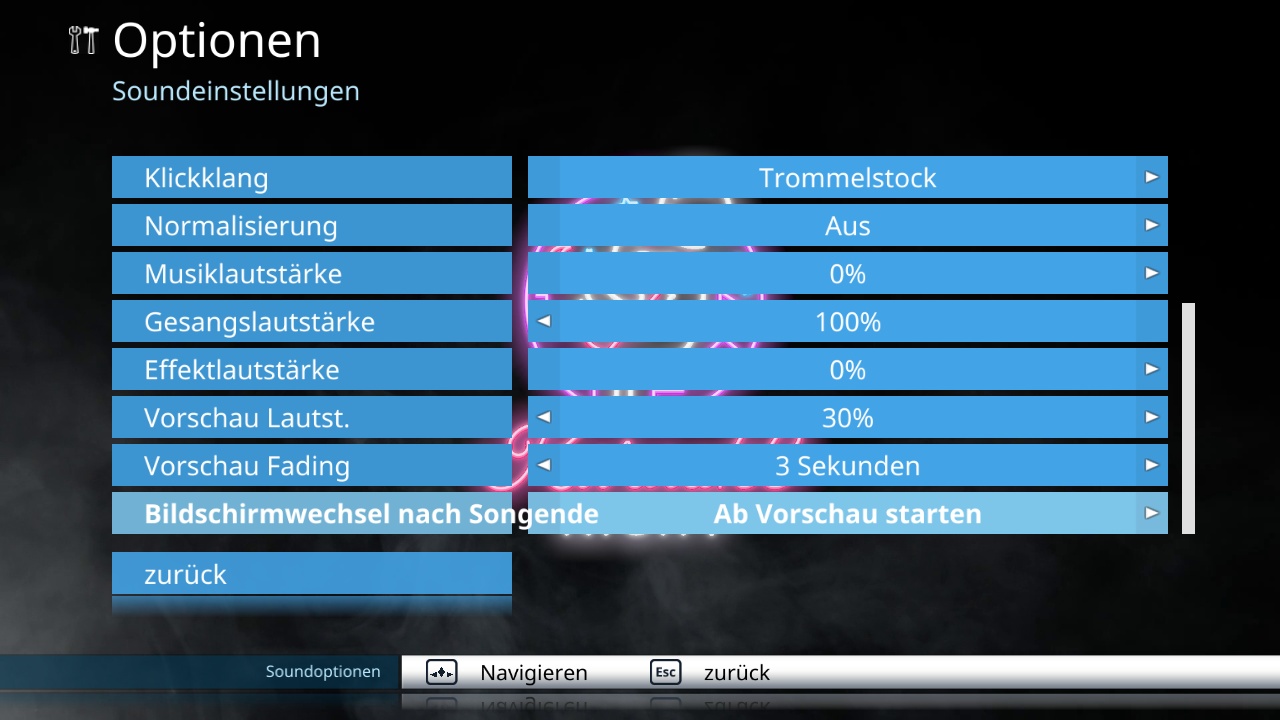 Optionen
Soundeinstellungen
Klickklang Trommelstock
Normalisierung Aus
Musiklautstärke 0%
Gesangslautstärke 100%
Effektlautstärke 0%
Vorschau Lautst. 30%
Vorschau Fading 3 Sekunden
Bildschirmwechsel nach Songende Ab Vorschau starten
zurück
Soundoptionen Navigieren Esc zurück